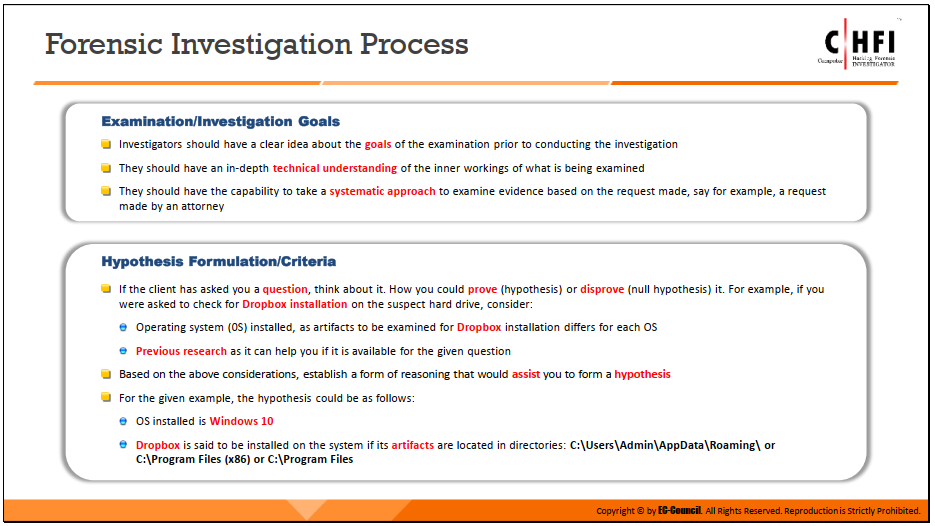 Forensic Investigation Process
CHFI
Computer Hacking Forensic
INVESTIGATOR
Examination/Investigation Goals
Investigators should have a clear idea about the goals of the examination prior to conducting the investigation
They should have an in-depth technical understanding of the inner workings of what is being examined
They should have the capability to take a systematic approach to examine evidence based on the request made, say for example, a request
made by an attorney
Hypothesis Formulation/Criteria
If the client has asked you a question, think about it. How you could prove (hypothesis) or disprove (null hypothesis) it. For example, if you
were asked to check for Dropbox installation on the suspect hard drive, consider:
Operating system (0S) installed, as artifacts to be examined for Dropbox installation differs for each OS
Previous research as it can help you if it is available for the given question
Based on the above considerations, establish a form of reasoning that would assist you to form a hypothesis
For the given example, the hypothesis could be as follows:
OS installed is Windows 10
Dropbox is said to be installed on the system if its artifacts are located in directories: C:\Users\Admin\AppData\Roaming\ or
C:\Program Files (x86) or C:\Program Files
Copyright © by EC-Council. All Rights Reserved. Reproduction is Strictly Prohibited.